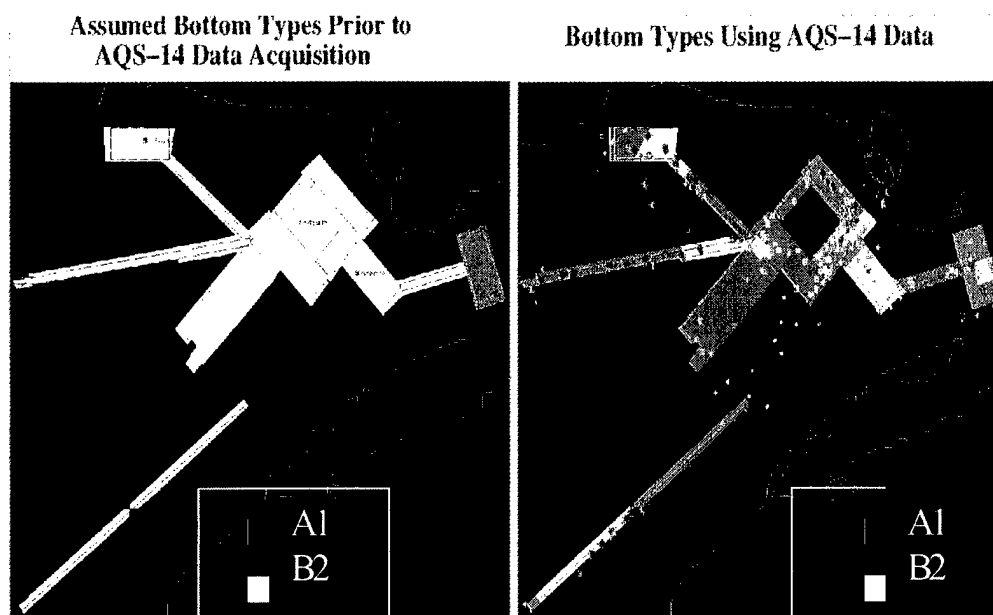 Assumed Bottom Types Prior to
AQS–14 Data Acquisition
Bottom Types Using AQS–14 Data
A1
B2
A1
B2